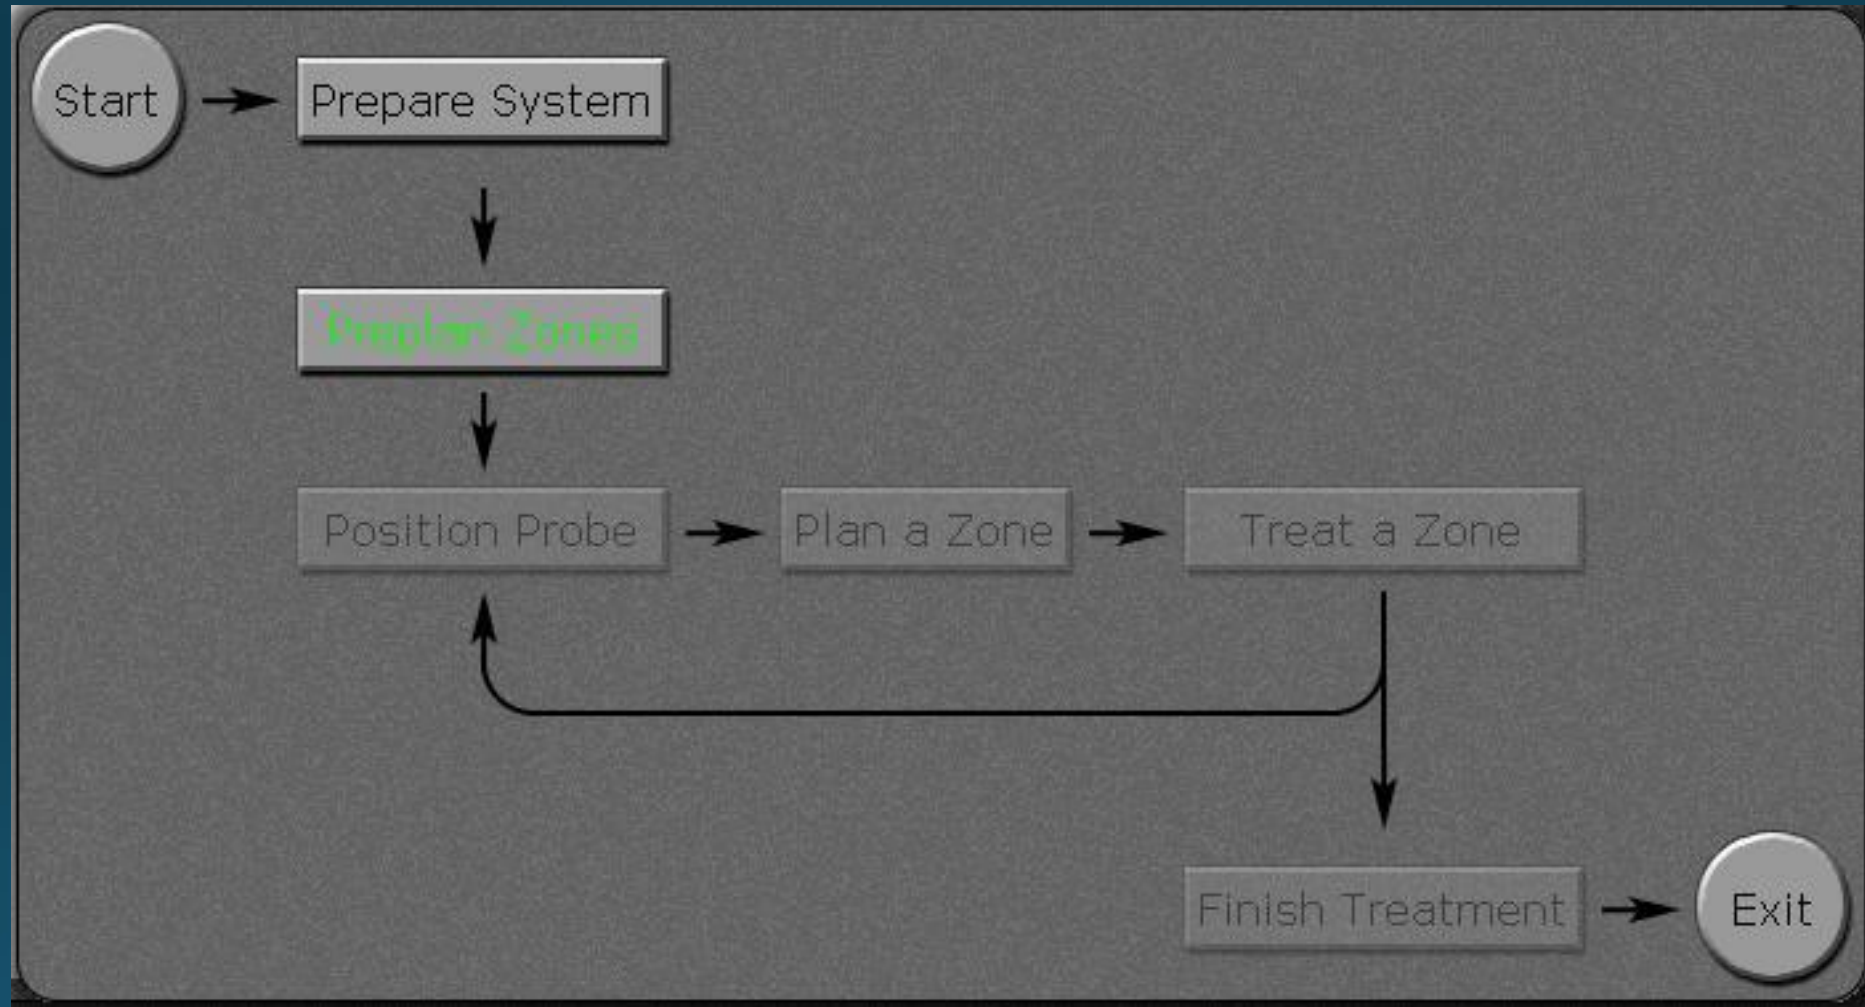 Start
Prepare System
Preplan Zones
Position Probe
Plan a Zone
Treat a Zone
Finish Treatment
Exit